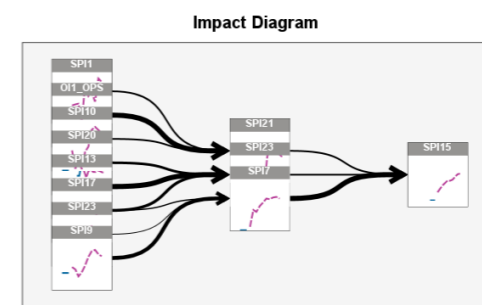 Impact Diagram
SPI1
OI1_OPS
SPI10
SPI20
SPI13
SPI17
SPI23
SPI9
SPI21
SPI23
SPI7
SPI15